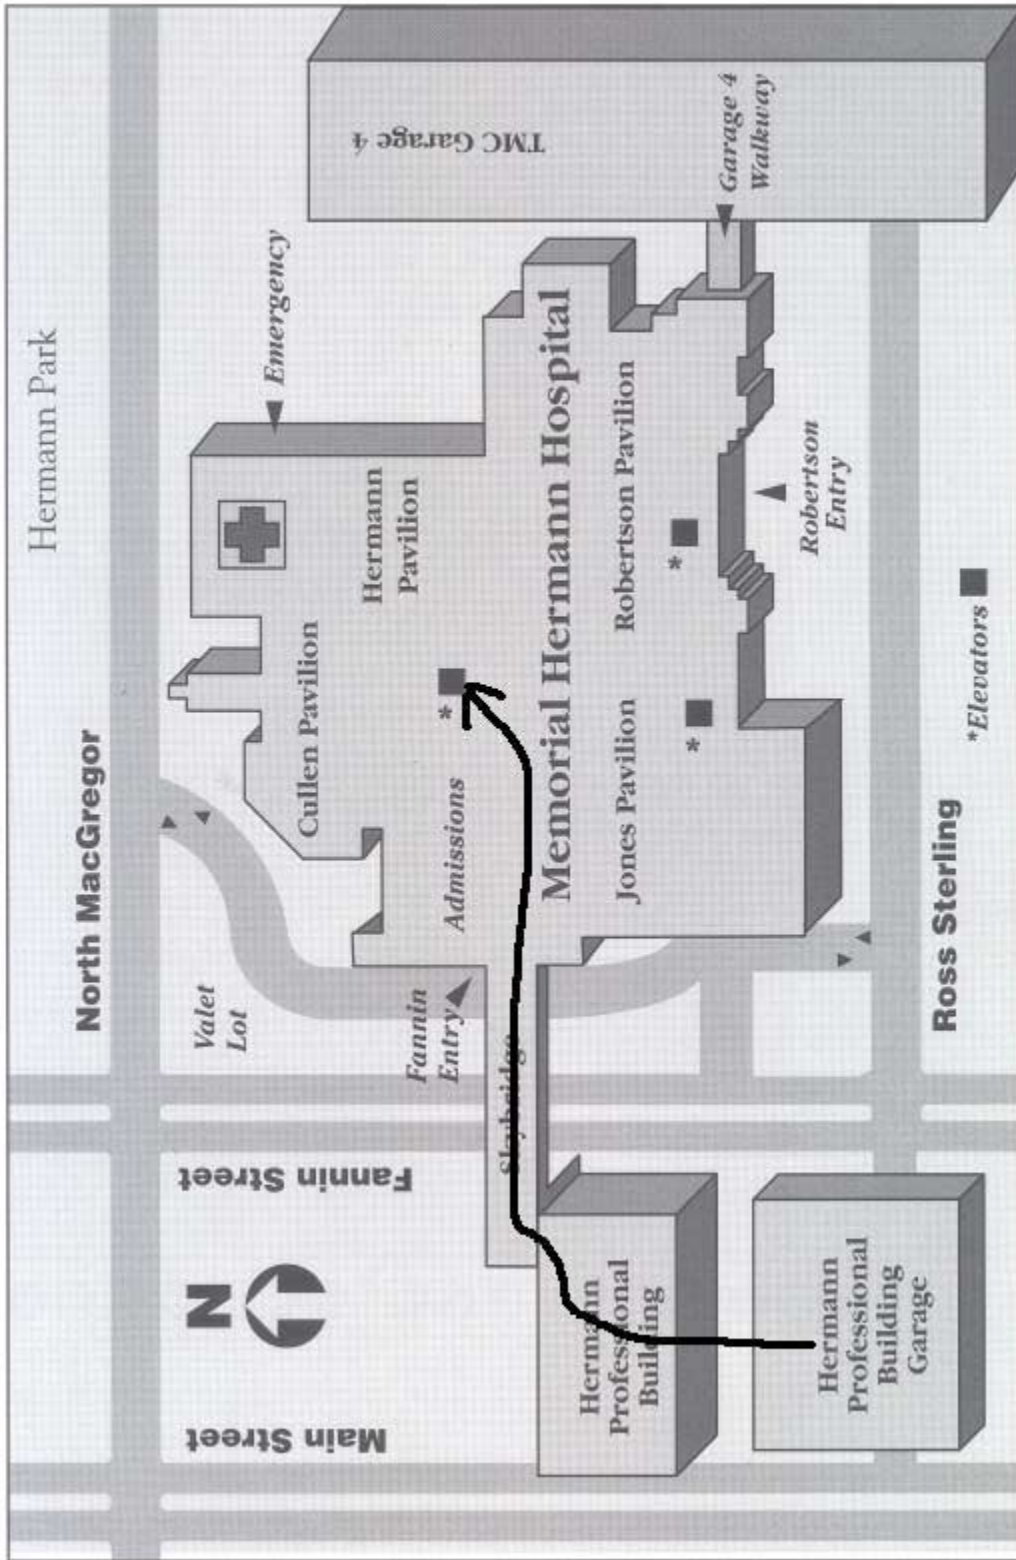 Hermann Park
North MacGregor
Valet
Lot
Main Street
Fannin Street
N
Emergency
Cullen Pavilion
Hermann
Pavilion
TMC Garage 4
Fannin
Entry
Admissions
*
Skybridge
Memorial Hermann Hospital
Hermann
Professional
Building
Jones Pavilion
Robertson Pavilion
*
*
Garage 4
Walkway
Robertson
Entry
Hermann
Professional
Building
Garage
Ross Sterling
*Elevators